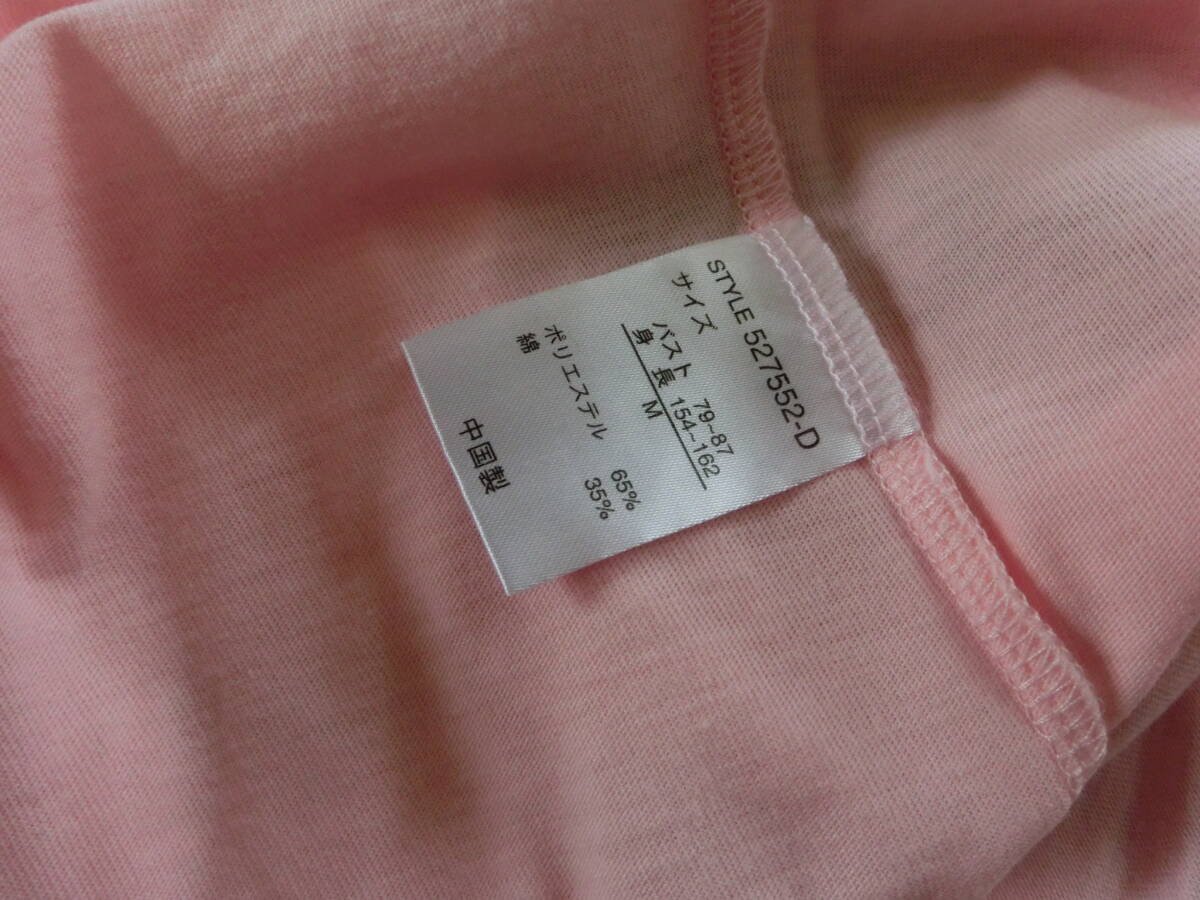 STYLE 527552-D
サイズ
バスト 79~87
身 長 154~162
M
ポリエステル 65%
綿 35%
中国製